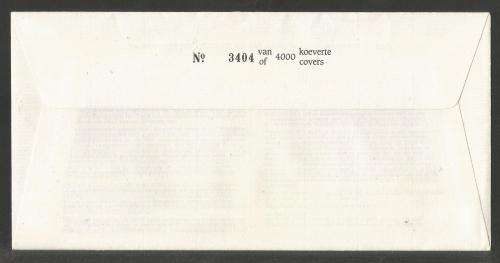 Nº 3404 van 4000 koeverte
of covers